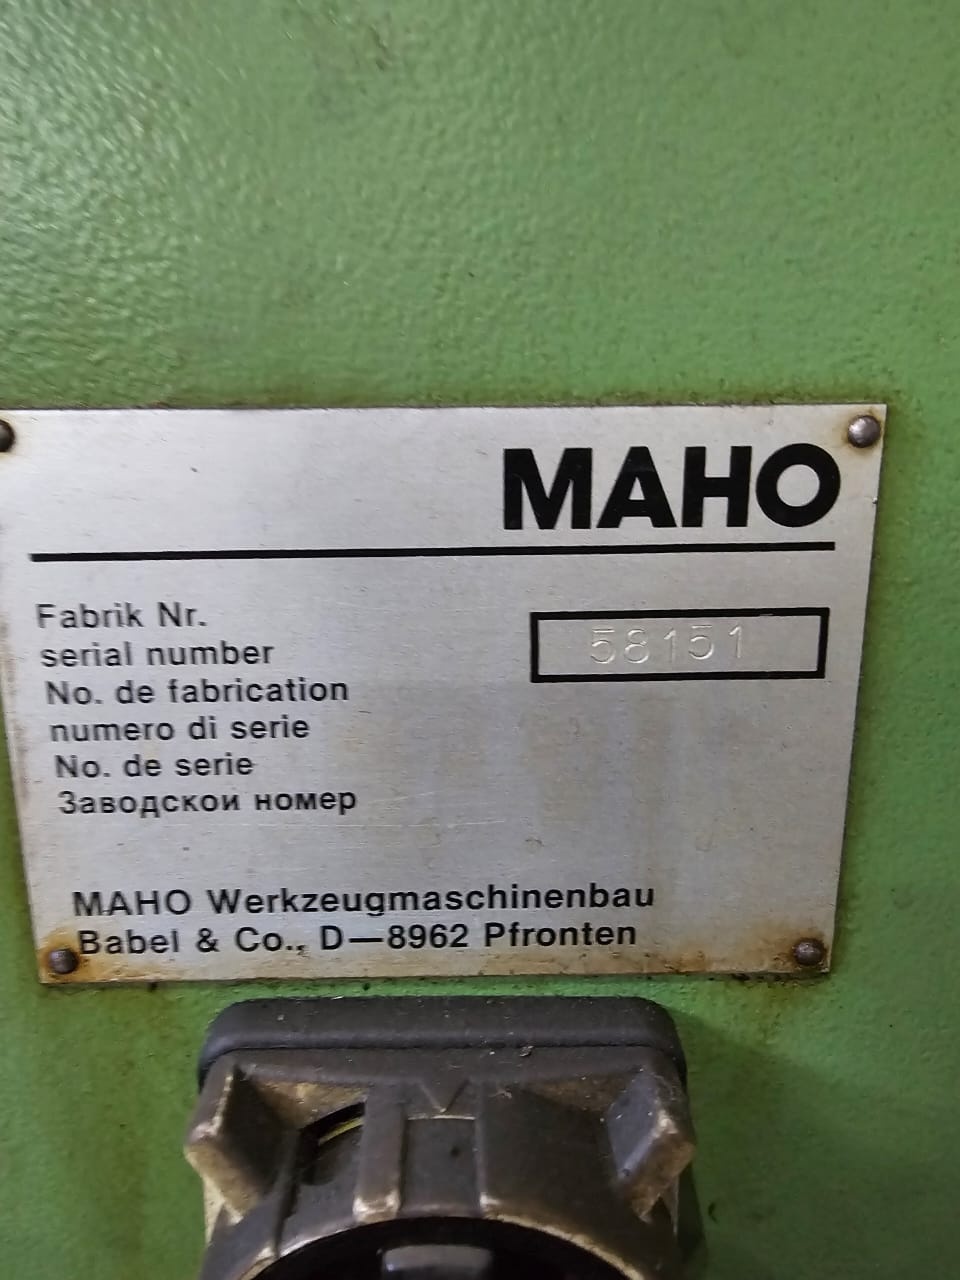 MAHO
Fabrik Nr.
serial number
58151
No. de fabrication
numero di serie
No. de serie
Заводскои номер
MAHO Werkzeugmaschinenbau
Babel & Co., D—8962 Pfronten